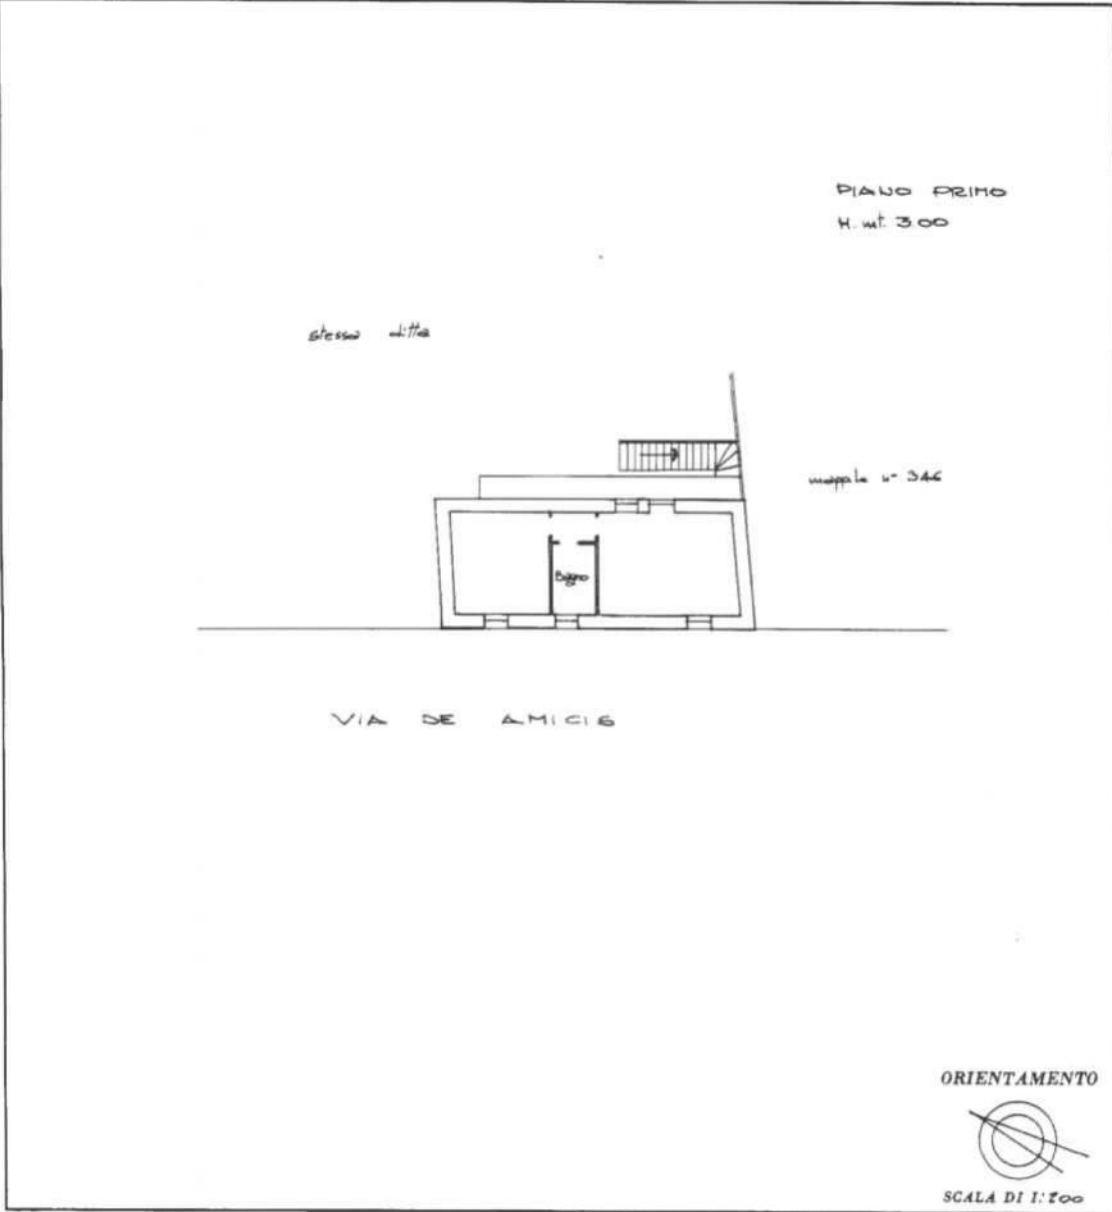 PIANO PRIMO
H. mt. 3.00
stessa ditta
mappale n° 346
Bagno
VIA DE AMICIS
ORIENTAMENTO
SCALA DI 1:200